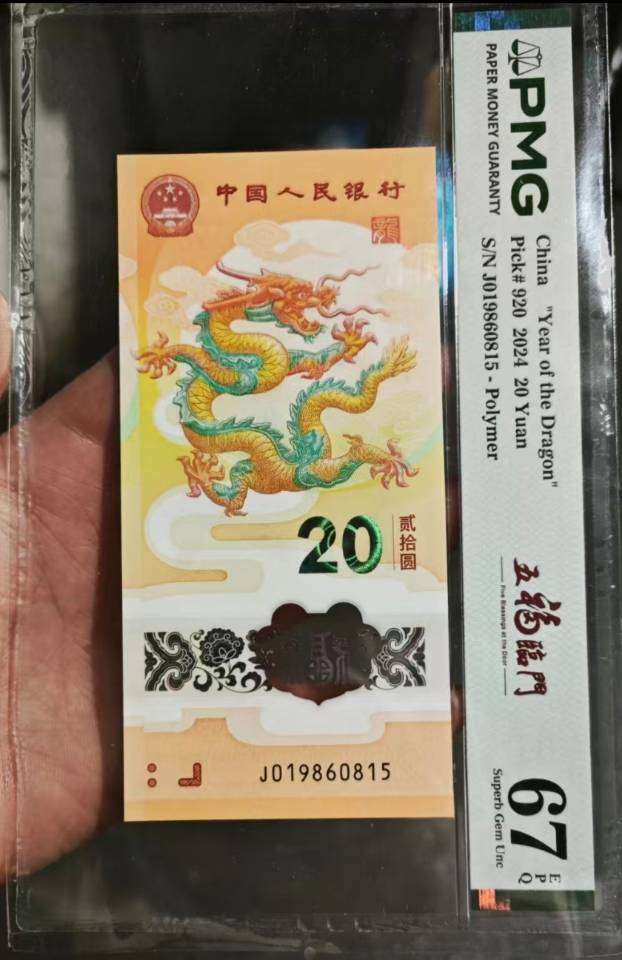 中国人民银行
龍
20
贰拾圆
J019860815
PMG
PAPER MONEY GUARANTY
China "Year of the Dragon"
Pick# 920 2024 20 Yuan
S/N J019860815 - Polymer
五福臨門
Five Blessings at the Door
67 EPQ
Superb Gem Unc